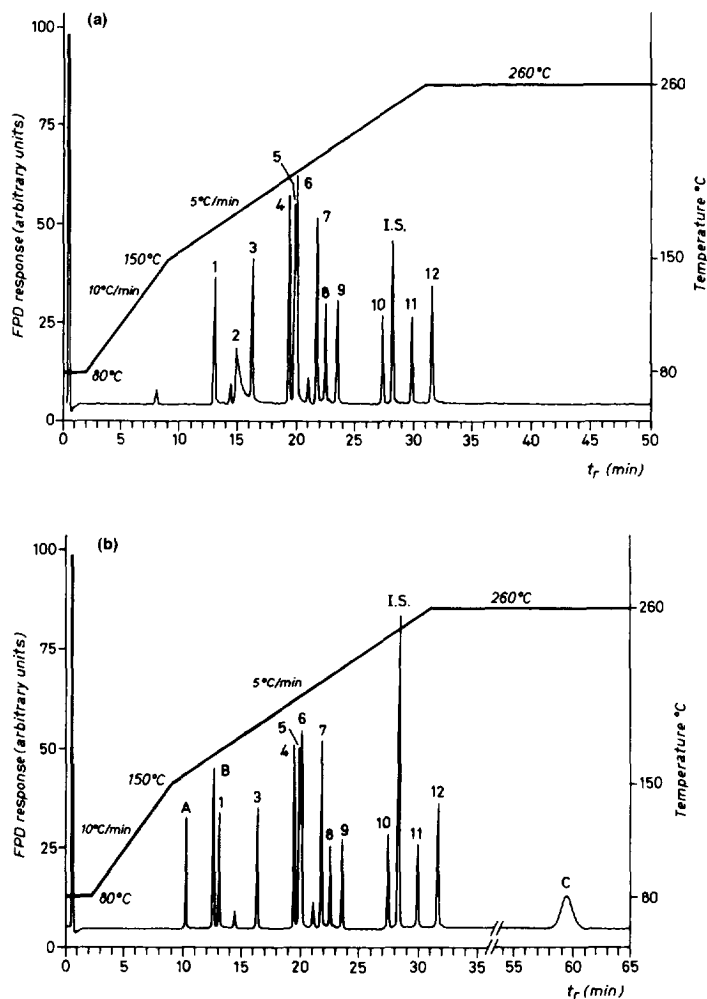 (a)
100
75
50
25
0
FPD response (arbitrary units)
260°C
5°C/min
150°C
10°C/min
80°C
1
2
3
4
5
6
7
8
9
10
I.S.
11
12
260
150
80
Temperature °C
0 5 10 15 20 25 30 35 40 45 50
tr (min)
(b)
100
75
50
25
0
FPD response (arbitrary units)
I.S.
260°C
5°C/min
150°C
10°C/min
80°C
A
B
1
3
4
5
6
7
8
9
10
11
12
C
260
150
80
Temperature °C
0 5 10 15 20 25 30 35 55 60 65
tr (min)